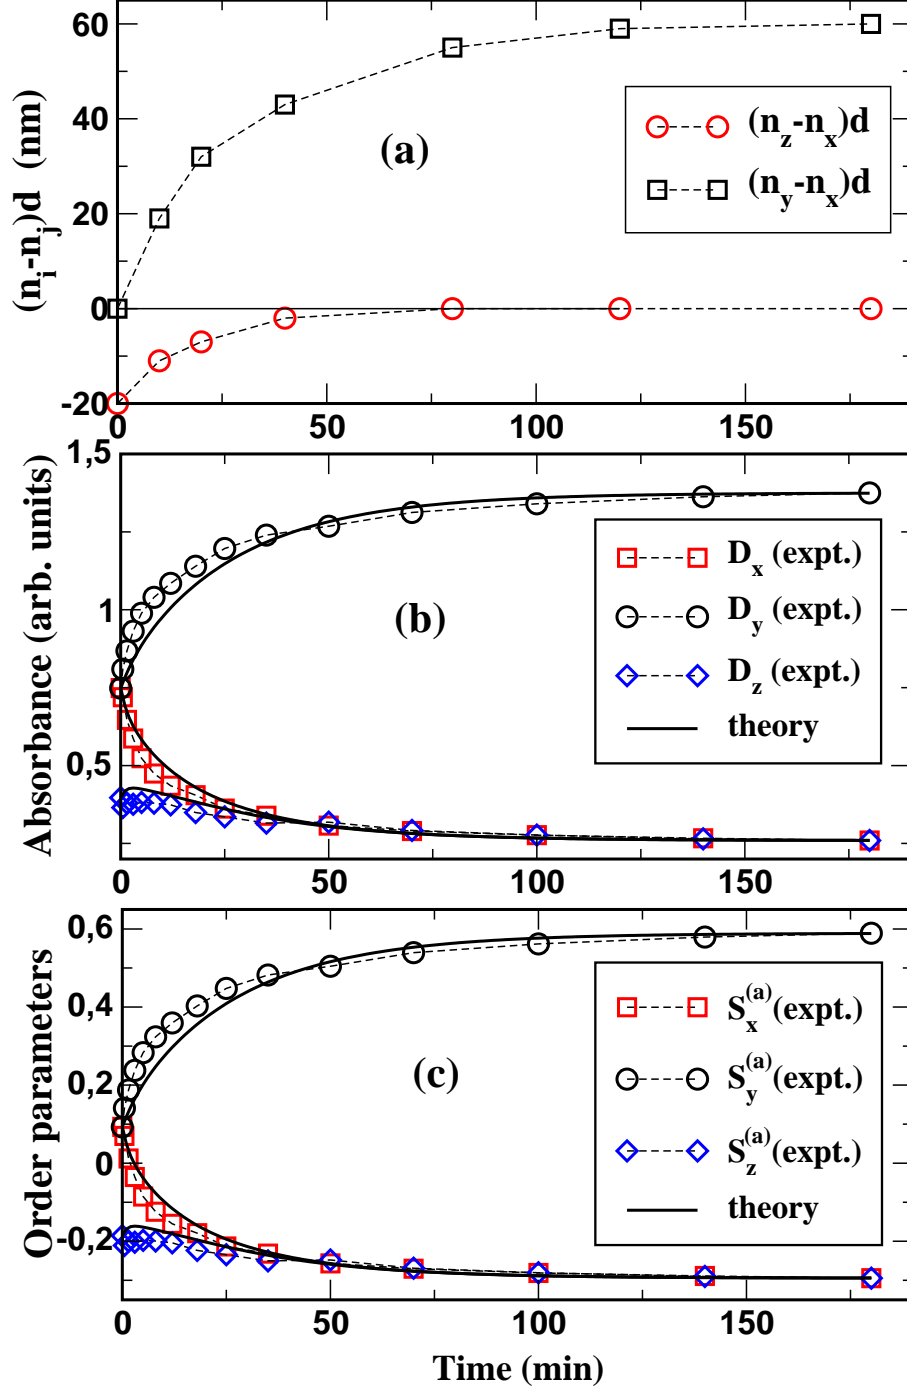 60
40
20
0
-20
(n_i-n_j)d (nm)
(a)
(n_z-n_x)d
(n_y-n_x)d
0 50 100 150
1,5
1
0,5
Absorbance (arb. units)
(b)
D_x (expt.)
D_y (expt.)
D_z (expt.)
theory
0 50 100 150
0,6
0,4
0,2
0
-0,2
Order parameters
(c)
S_x^(a)(expt.)
S_y^(a)(expt.)
S_z^(a)(expt.)
theory
0 50 100 150
Time (min)